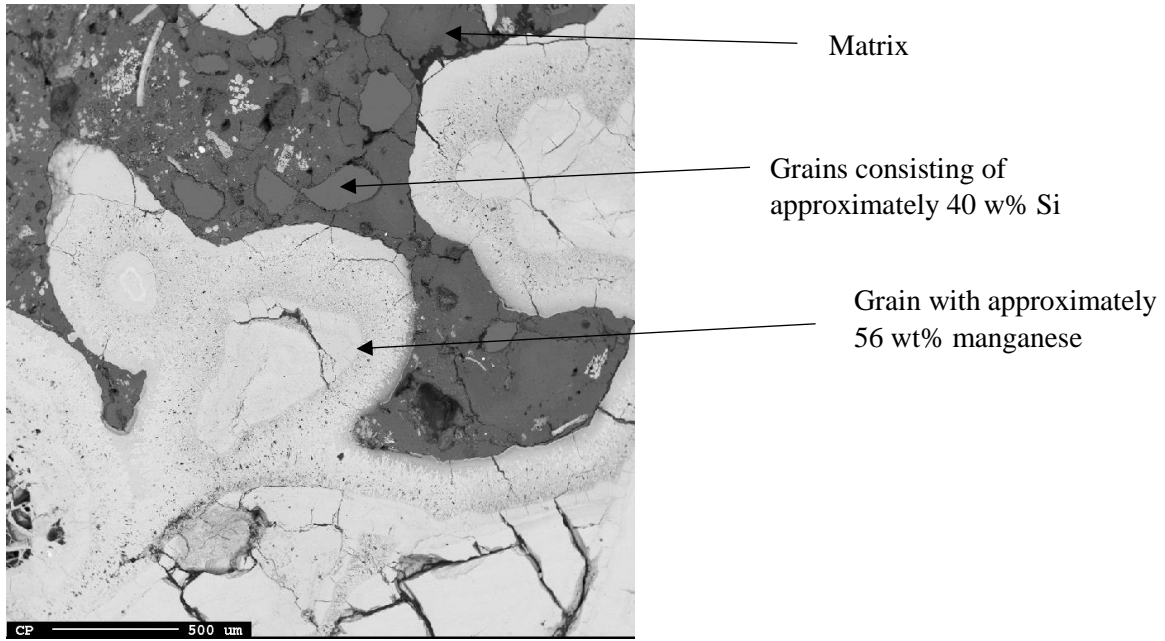 Matrix
Grains consisting of
approximately 40 w% Si
Grain with approximately
56 wt% manganese
CP 500 um